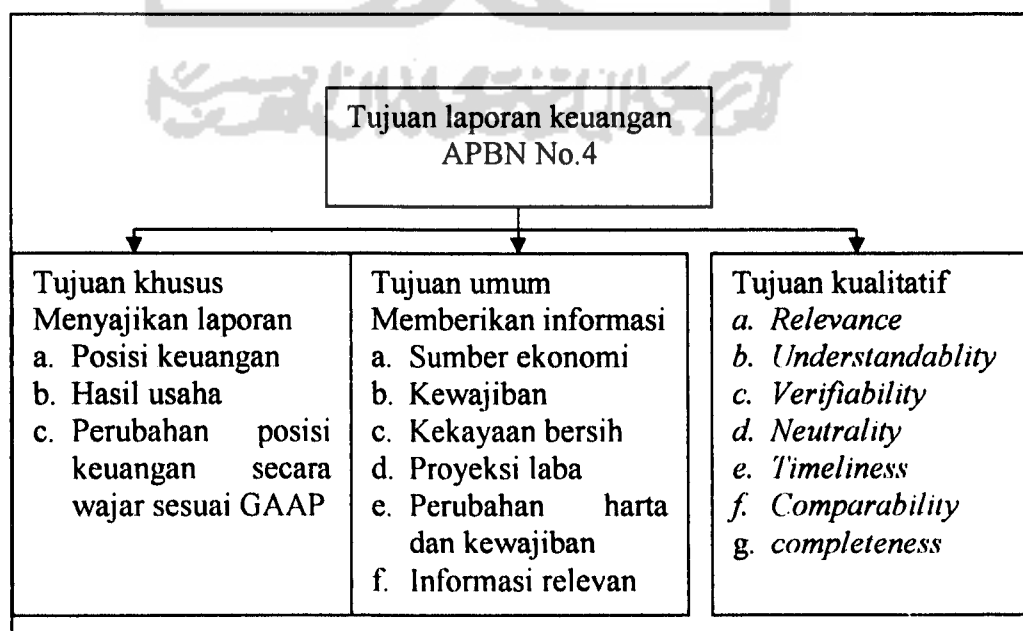 Tujuan laporan keuangan
APBN No.4
Tujuan khusus
Menyajikan laporan
a. Posisi keuangan
b. Hasil usaha
c. Perubahan posisi
keuangan secara
wajar sesuai GAAP
Tujuan umum
Memberikan informasi
a. Sumber ekonomi
b. Kewajiban
c. Kekayaan bersih
d. Proyeksi laba
e. Perubahan harta
dan kewajiban
f. Informasi relevan
Tujuan kualitatif
a. Relevance
b. Understandablity
c. Verifiability
d. Neutrality
e. Timeliness
f. Comparability
g. completeness